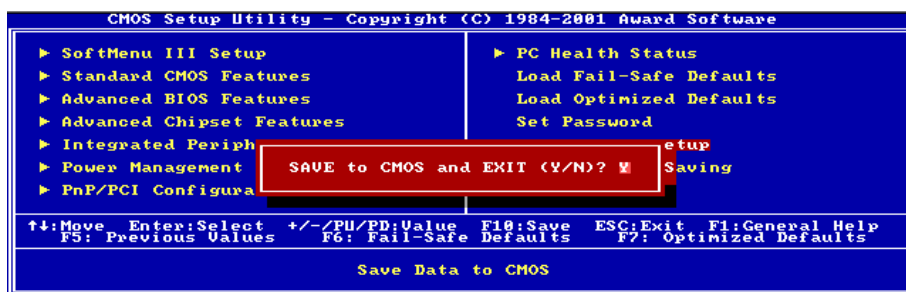 CMOS Setup Utility - Copyright (C) 1984-2001 Award Software
► SoftMenu III Setup
► Standard CMOS Features
► Advanced BIOS Features
► Advanced Chipset Features
► Integrated Periph
► Power Management
► PnP/PCI Configura
► PC Health Status
Load Fail-Safe Defaults
Load Optimized Defaults
Set Password
etup
Saving
SAVE to CMOS and EXIT (Y/N)? Y
↑↓:Move Enter:Select +/-/PU/PD:Value F10:Save ESC:Exit F1:General Help
F5: Previous Values F6: Fail-Safe Defaults F7: Optimized Defaults
Save Data to CMOS